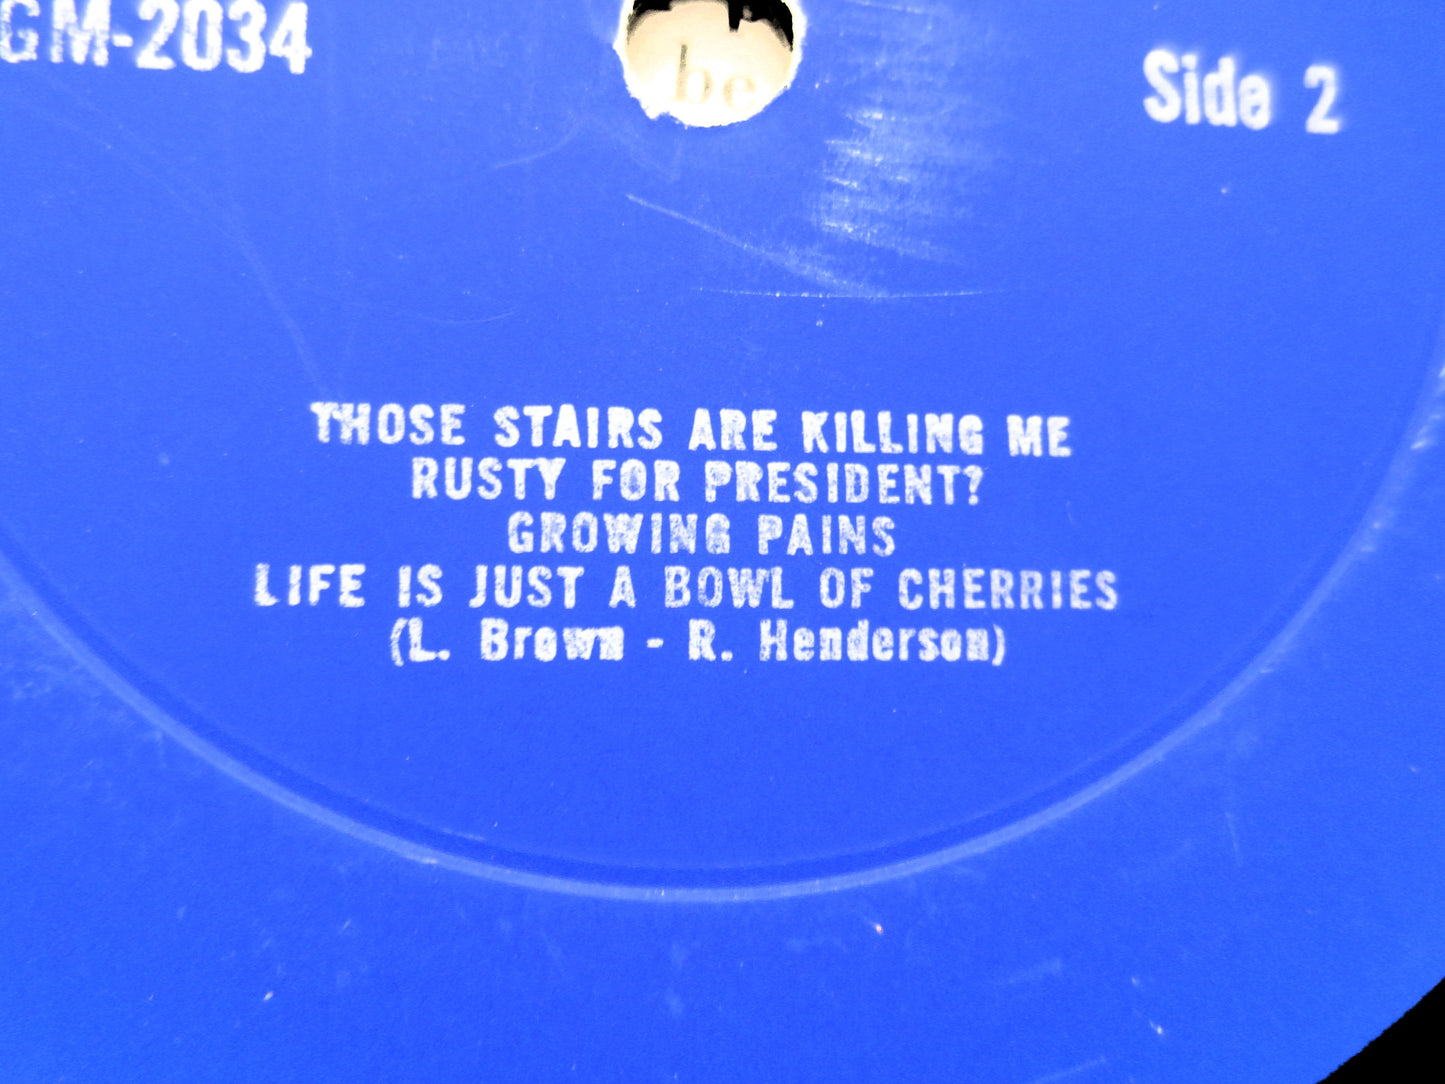 GM-2034
be
Side 2
THOSE STAIRS ARE KILLING ME
RUSTY FOR PRESIDENT?
GROWING PAINS
LIFE IS JUST A BOWL OF CHERRIES
(L. Brown - R. Henderson)